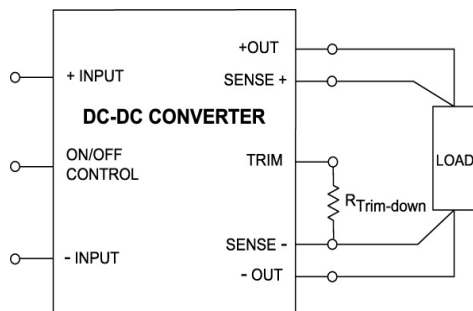 +OUT
+ INPUT
SENSE +
DC-DC CONVERTER
ON/OFF
CONTROL
TRIM
LOAD
RTrim-down
SENSE -
- INPUT
- OUT